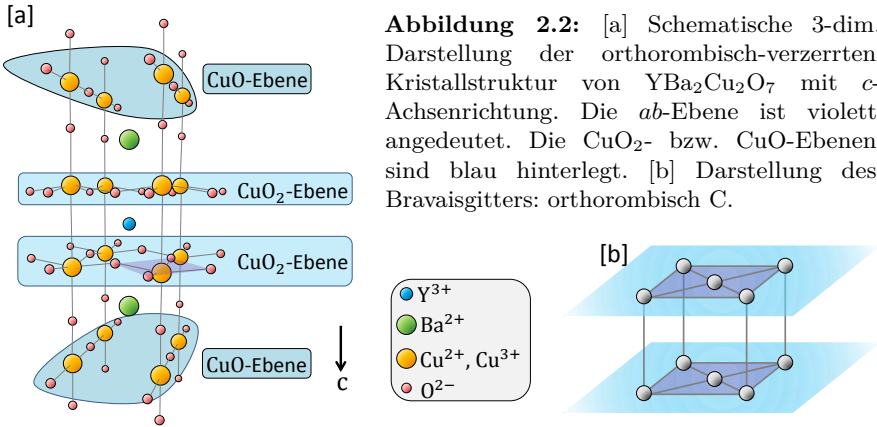 [a]
CuO-Ebene
CuO₂-Ebene
CuO₂-Ebene
CuO-Ebene
c
Abbildung 2.2: [a] Schematische 3-dim.
Darstellung der orthorombisch-verzerrten
Kristallstruktur von YBa₂Cu₂O₇ mit c-
Achsenrichtung. Die ab-Ebene ist violett
angedeutet. Die CuO₂- bzw. CuO-Ebenen
sind blau hinterlegt. [b] Darstellung des
Bravaisgitters: orthorombisch C.
Y³⁺
Ba²⁺
Cu²⁺, Cu³⁺
O²⁻
[b]